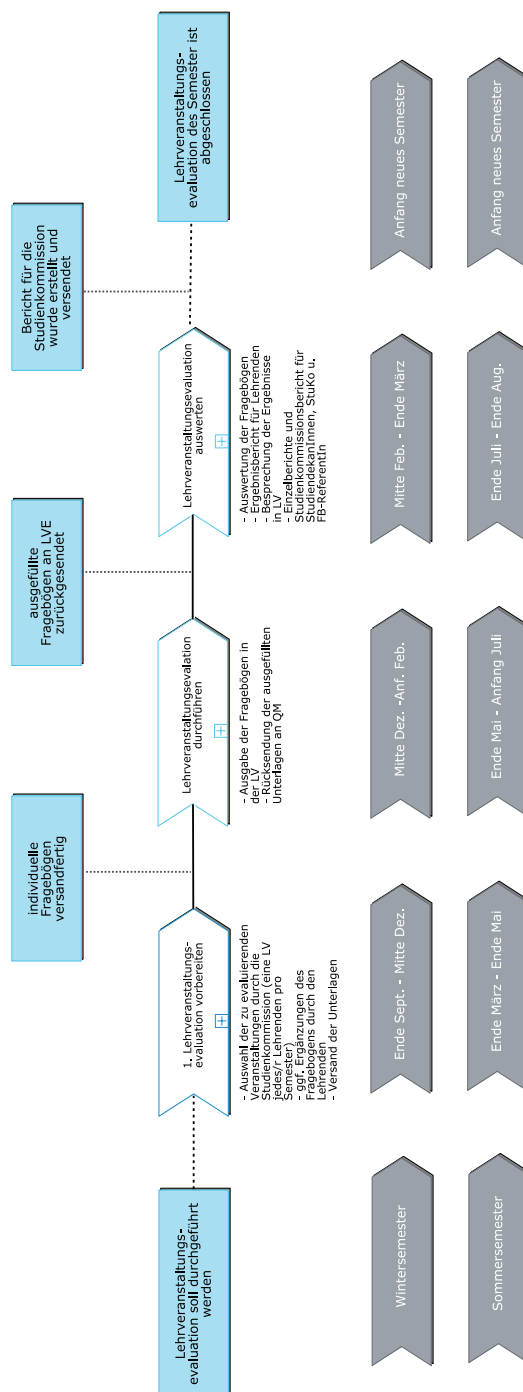 individuelle
Fragebögen
versandfertig
ausgefüllte
Fragebögen an LVE
zurückgesendet
Bericht für die
Studienkommission
wurde erstellt und
versendet
Lehrveranstaltungs-
evaluation soll durchgeführt
werden
1. Lehrveranstaltungs-
evaluation vorbereiten
Lehrveranstaltungsevalation
durchführen
Lehrveranstaltungsevaluation
auswerten
Lehrveranstaltungs-
evaluation des Semester ist
abgeschlossen
- Auswahl der zu evaluierenden
Veranstaltungen durch die
Studienkommission (eine LV
jedes/r Lehrenden pro
Semester)
- ggf. Ergänzungen des
Fragebogens durch den
Lehrenden
- Versand der Unterlagen
- Ausgabe der Fragebögen in
der LV
- Rücksendung der ausgefüllten
Unterlagen an QM
- Auswertung der Fragebögen
- Ergebnisbericht für Lehrenden
- Besprechung der Ergebnisse
in LV
- Einzelberichte und
Studienkommissionsbericht für
StudiendekanInnen, StuKo u.
FB-ReferentIn
Wintersemester
Ende Sept. - Mitte Dez.
Mitte Dez. -Anf. Feb.
Mitte Feb. - Ende März
Anfang neues Semester
Sommersemester
Ende März - Ende Mai
Ende Mai - Anfang Juli
Ende Juli - Ende Aug.
Anfang neues Semester